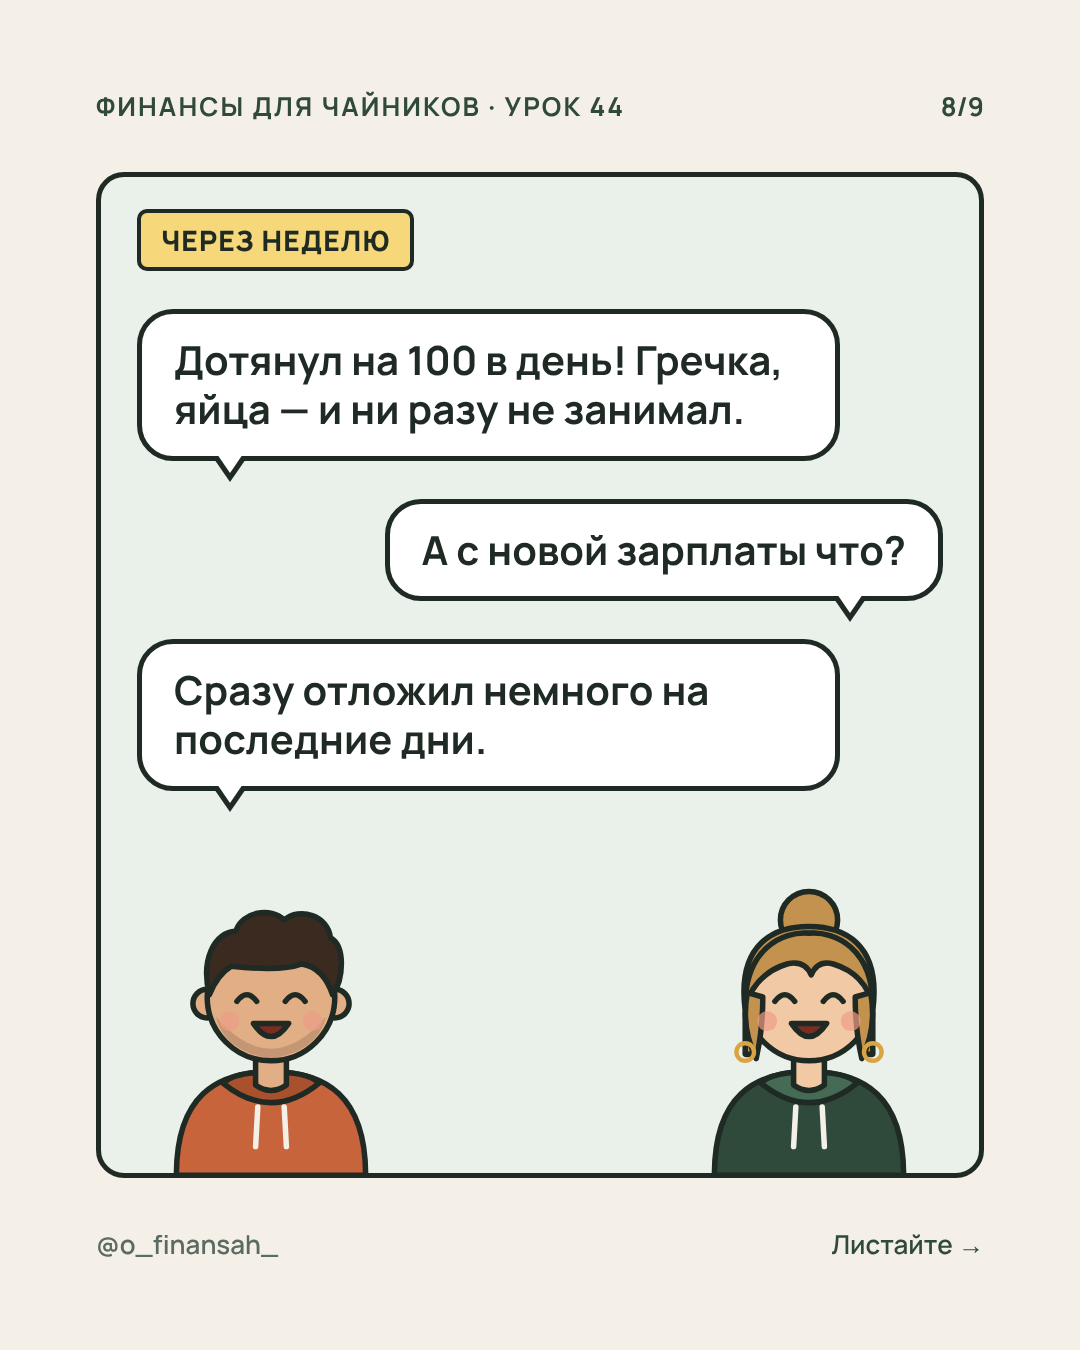 ФИНАНСЫ ДЛЯ ЧАЙНИКОВ · УРОК 44
8/9
ЧЕРЕЗ НЕДЕЛЮ
Дотянул на 100 в день! Гречка,
яйца — и ни разу не занимал.
А с новой зарплаты что?
Сразу отложил немного на
последние дни.
@o_finansah_
Листайте →